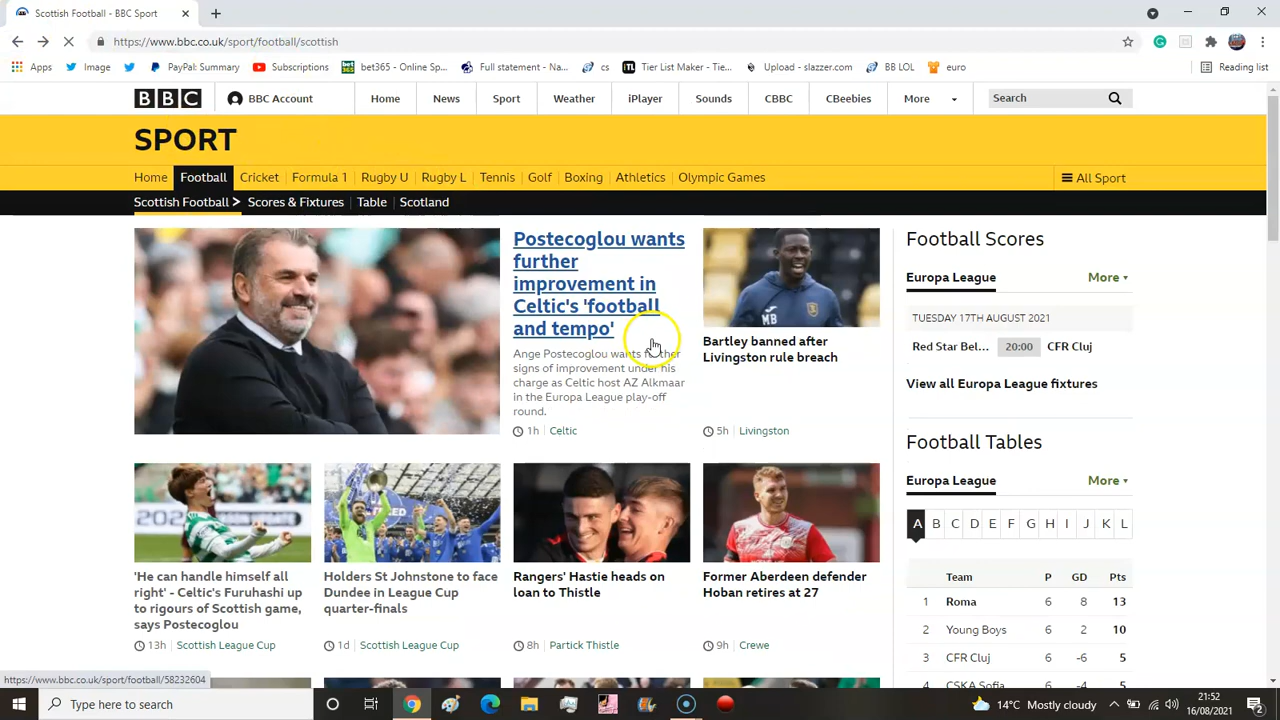 Scottish Football - BBC Sport
https://www.bbc.co.uk/sport/football/scottish
Apps Image PayPal: Summary Subscriptions bet365 - Online Sp... Full statement - Na... cs Tier List Maker - Tie... Upload - slazzer.com BB LOL euro Reading list
BBC BBC Account Home News Sport Weather iPlayer Sounds CBBC CBeebies More Search
SPORT
Home Football Cricket Formula 1 Rugby U Rugby L Tennis Golf Boxing Athletics Olympic Games All Sport
Scottish Football > Scores & Fixtures Table Scotland
Postecoglou wants
further
improvement in
Celtic's 'football
and tempo'
Ange Postecoglou wants further
signs of improvement under his
charge as Celtic host AZ Alkmaar
in the Europa League play-off
round.
1h Celtic
MB
Bartley banned after
Livingston rule breach
5h Livingston
Football Scores
Europa League More
TUESDAY 17TH AUGUST 2021
Red Star Bel... 20:00 CFR Cluj
View all Europa League fixtures
'He can handle himself all
right' - Celtic's Furuhashi up
to rigours of Scottish game,
says Postecoglou
13h Scottish League Cup
Holders St Johnstone to face
Dundee in League Cup
quarter-finals
1d Scottish League Cup
Rangers' Hastie heads on
loan to Thistle
8h Partick Thistle
Former Aberdeen defender
Hoban retires at 27
9h Crewe
Football Tables
Europa League More
A B C D E F G H I J K L
Team P GD Pts
1 Roma 6 8 13
2 Young Boys 6 2 10
3 CFR Cluj 6 -6 5
4 CSKA Sofia 6 -4 5
https://www.bbc.co.uk/sport/football/58232604
Type here to search
14°C Mostly cloudy
21:52
16/08/2021
2